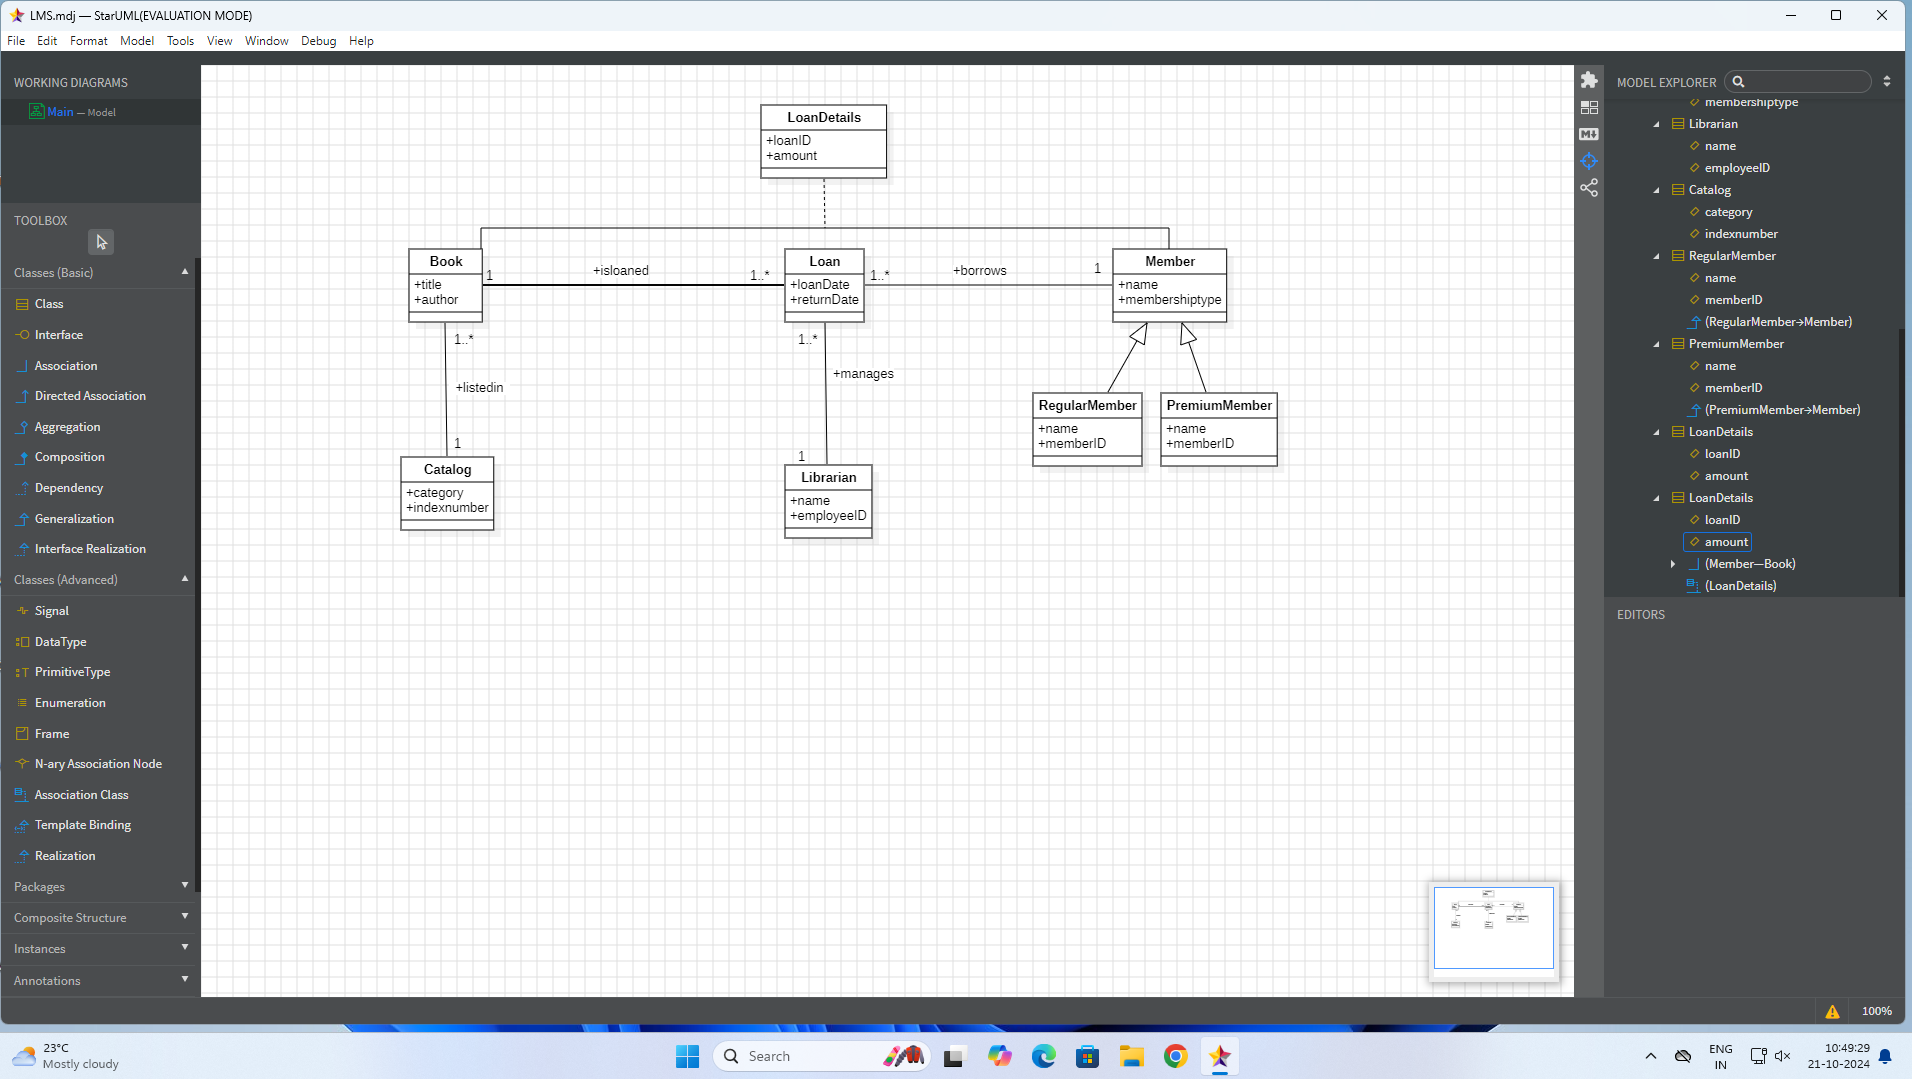 LMS.mdj — StarUML(EVALUATION MODE)
File Edit Format Model Tools View Window Debug Help
WORKING DIAGRAMS
Main — Model
TOOLBOX
Classes (Basic)
Class
Interface
Association
Directed Association
Aggregation
Composition
Dependency
Generalization
Interface Realization
Classes (Advanced)
Signal
DataType
PrimitiveType
Enumeration
Frame
N-ary Association Node
Association Class
Template Binding
Realization
Packages
Composite Structure
Instances
Annotations
LoanDetails
+loanID
+amount
Book
+title
+author
1
+isloaned
1..*
Loan
+loanDate
+returnDate
1..*
+borrows
1
Member
+name
+membershiptype
1..*
+listedin
1
Catalog
+category
+indexnumber
1..*
+manages
1
Librarian
+name
+employeeID
RegularMember
+name
+memberID
PremiumMember
+name
+memberID
M
MODEL EXPLORER
membershiptype
Librarian
name
employeeID
Catalog
category
indexnumber
RegularMember
name
memberID
(RegularMember→Member)
PremiumMember
name
memberID
(PremiumMember→Member)
LoanDetails
loanID
amount
LoanDetails
loanID
amount
(Member—Book)
(LoanDetails)
EDITORS
100%
23°C
Mostly cloudy
Search
ENG
IN
10:49:29
21-10-2024